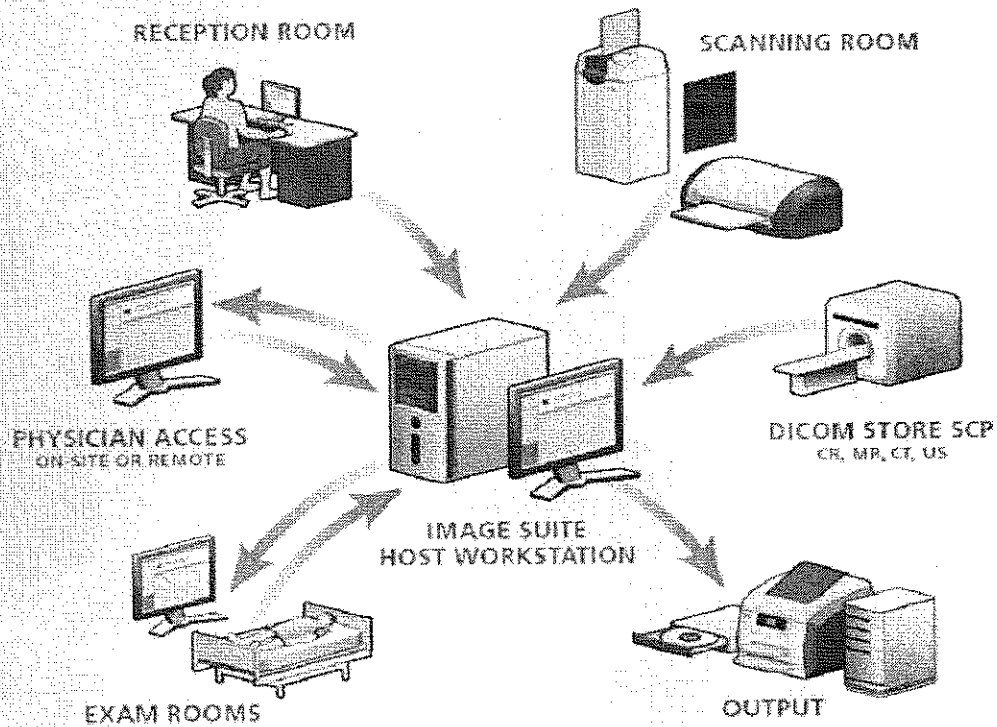 RECEPTION ROOM
SCANNING ROOM
PHYSICIAN ACCESS
ON-SITE OR REMOTE
DICOM STORE SCP
CR, MR, CT, US
IMAGE SUITE
HOST WORKSTATION
EXAM ROOMS
OUTPUT